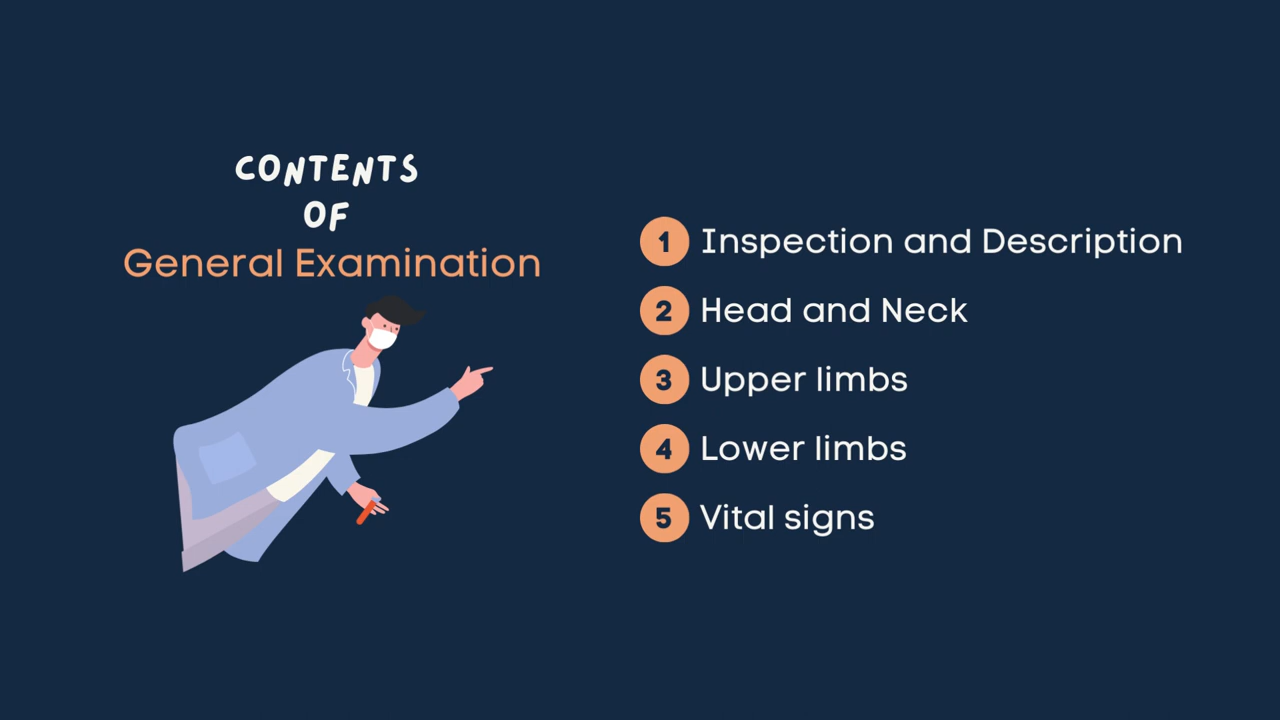 CONTENTS
OF
General Examination
1 Inspection and Description
2 Head and Neck
3 Upper limbs
4 Lower limbs
5 Vital signs